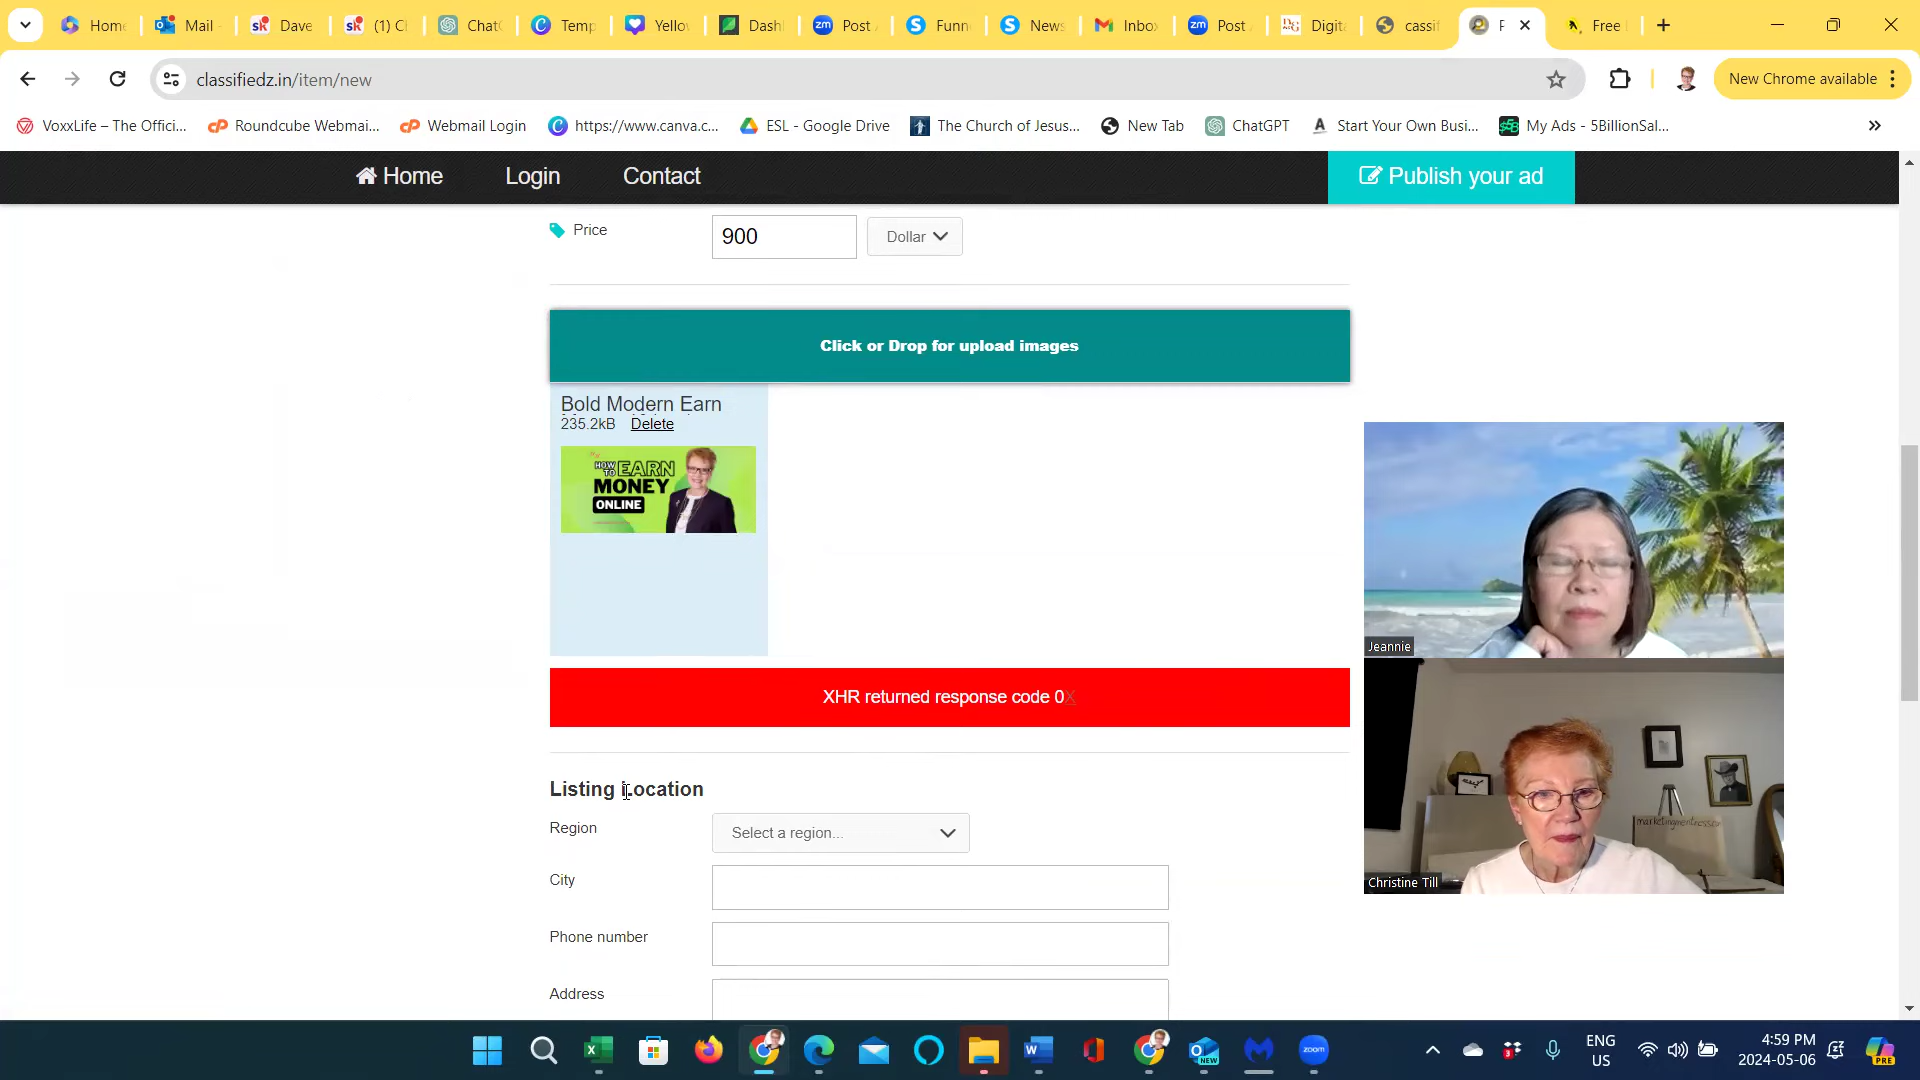 Home
Mail
Dave
(1) C
Chat
Temp
Yello
Dash
Post
Funn
News
Inbo
Post
Digit
cassif
F
Free
classifiedz.in/item/new
New Chrome available
VoxxLife – The Offici...
Roundcube Webmai...
Webmail Login
https://www.canva.c...
ESL - Google Drive
The Church of Jesus...
New Tab
ChatGPT
Start Your Own Busi...
My Ads - 5BillionSal...
Home
Login
Contact
Publish your ad
Price
900
Dollar
Click or Drop for upload images
Bold Modern Earn
235.2kB Delete
HOW TO EARN
MONEY
ONLINE
XHR returned response code 0X
Jeannie
Listing Location
Region
Select a region...
City
Phone number
Address
Christine Till
ENG
US
4:59 PM
2024-05-06